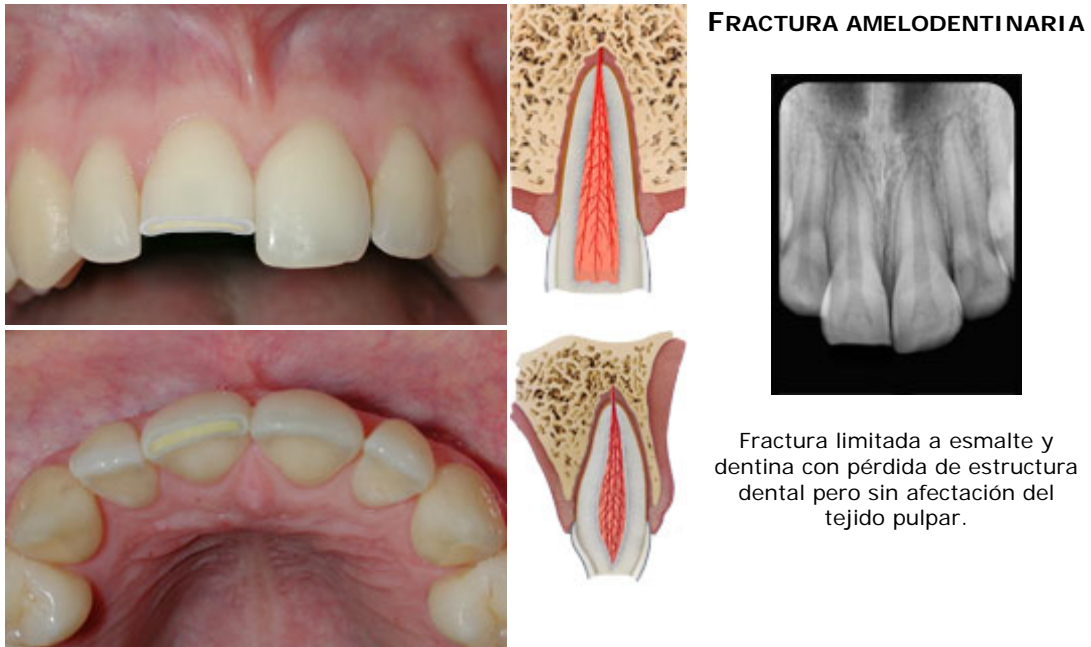 FRACTURA AMELODENTINARIA
Fractura limitada a esmalte y
dentina con pérdida de estructura
dental pero sin afectación del
tejido pulpar.